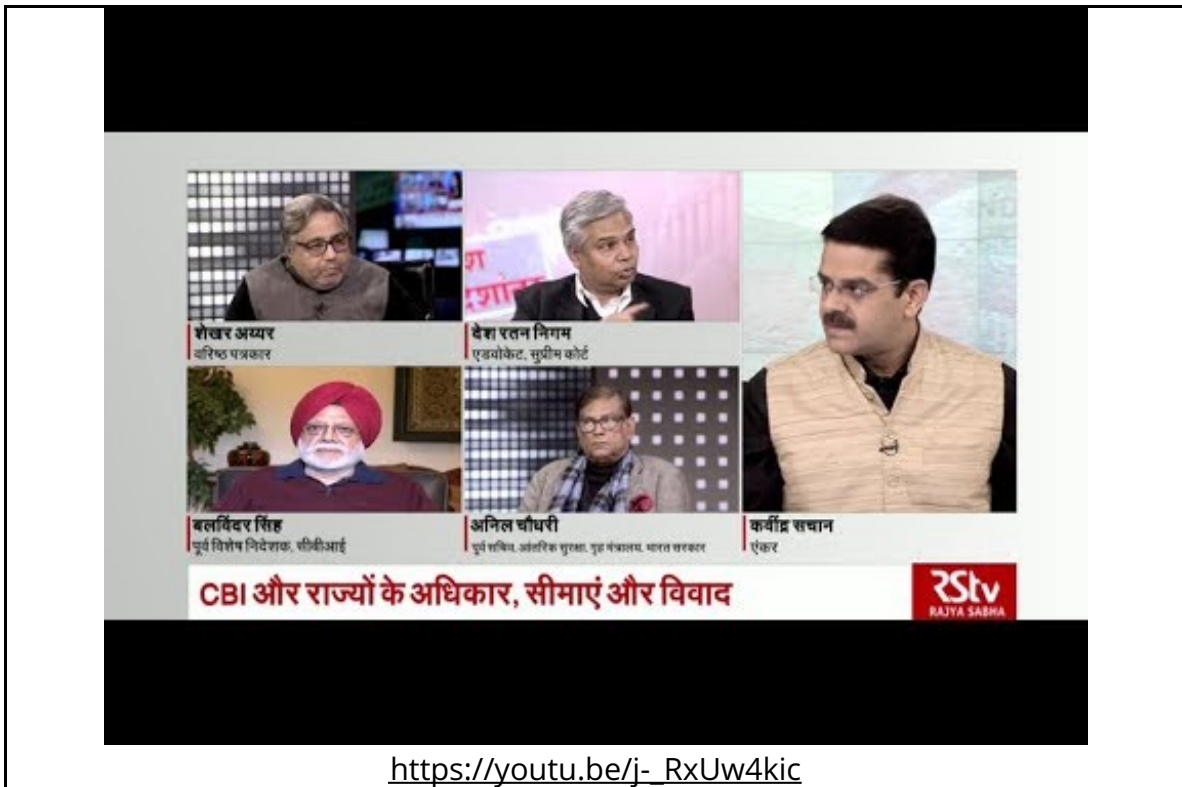 शेखर अय्यर
वरिष्ठ पत्रकार
देश रतन निगम
एडवोकेट, सुप्रीम कोर्ट
बलविंदर सिंह
पूर्व विशेष निदेशक, सीबीआई
अनिल चौधरी
पूर्व सचिव, आंतरिक सुरक्षा, गृह मंत्रालय, भारत सरकार
कवींद्र सचान
एंकर
CBI और राज्यों के अधिकार, सीमाएं और विवाद
RStv
RAJYA SABHA
https://youtu.be/j-_RxUw4kic